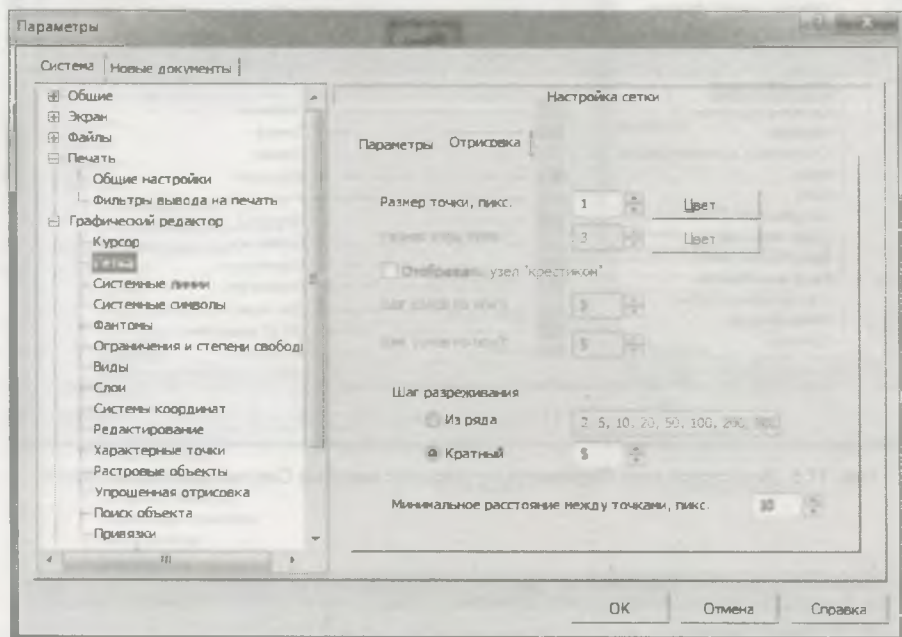 Параметры
Система Новые документы
Общие
Экран
Файлы
Печать
Общие настройки
Фильтры вывода на печать
Графический редактор
Курсор
Сетка
Системные линии
Системные символы
Фантомы
Ограничения и степени свобод
Виды
Слои
Системы координат
Редактирование
Характерные точки
Растровые объекты
Упрощенная отрисовка
Поиск объекта
Привязки
Настройка сетки
Параметры Отрисовка
Размер точки, пикс. 1 Цвет
3 Цвет
узел "крестиком"
5
5
Шаг разреживания
Из ряда 2, 5, 10, 20, 50, 100, 200,
Кратный 5
Минимальное расстояние между точками, пикс. 10
OK Отмена Справка